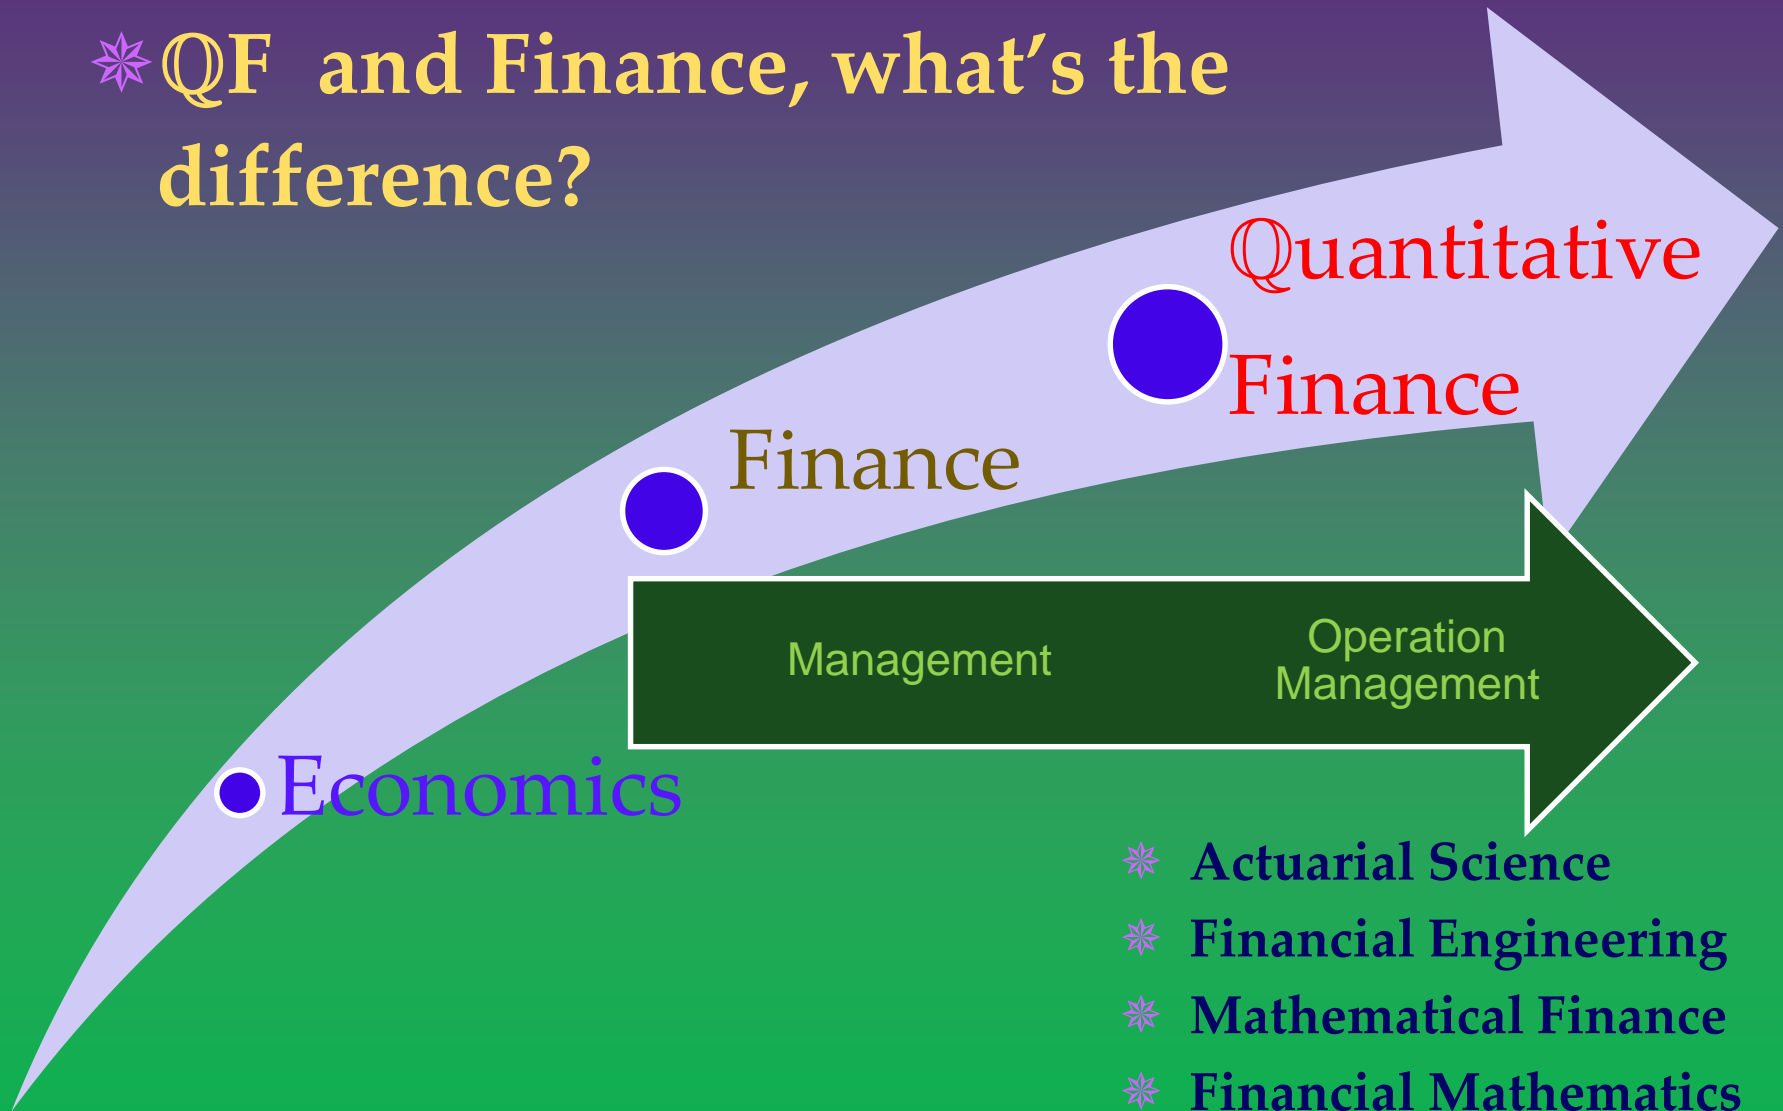 ℚF and Finance, what’s the
difference?
ℚuantitative
Finance
Finance
Management
Operation
Management
Economics
Actuarial Science
Financial Engineering
Mathematical Finance
Financial Mathematics